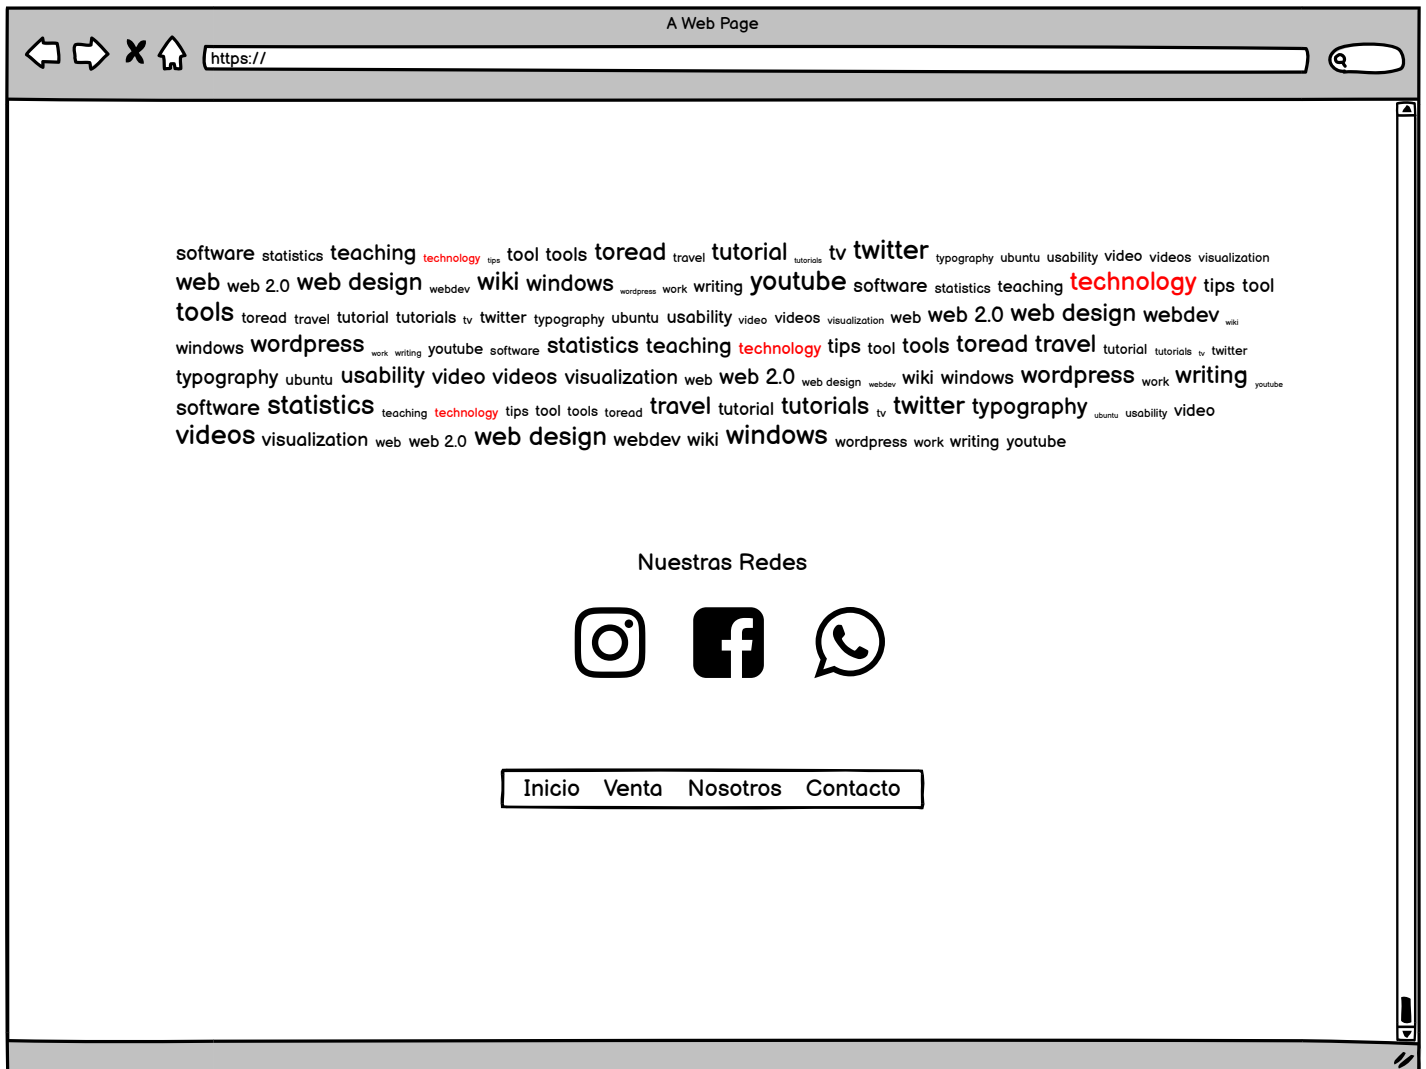 A Web Page
https://
software statistics teaching technology tips tool tools toread travel tutorial tutorials tv twitter typography ubuntu usability video videos visualization
web web 2.0 web design webdev wiki windows wordpress work writing youtube software statistics teaching technology tips tool
tools toread travel tutorial tutorials tv twitter typography ubuntu usability video videos visualization web web 2.0 web design webdev wiki
windows wordpress work writing youtube software statistics teaching technology tips tool tools toread travel tutorial tutorials tv twitter
typography ubuntu usability video videos visualization web web 2.0 web design webdev wiki windows wordpress work writing youtube
software statistics teaching technology tips tool tools toread travel tutorial tutorials tv twitter typography ubuntu usability video
videos visualization web web 2.0 web design webdev wiki windows wordpress work writing youtube
Nuestras Redes
Inicio Venta Nosotros Contacto